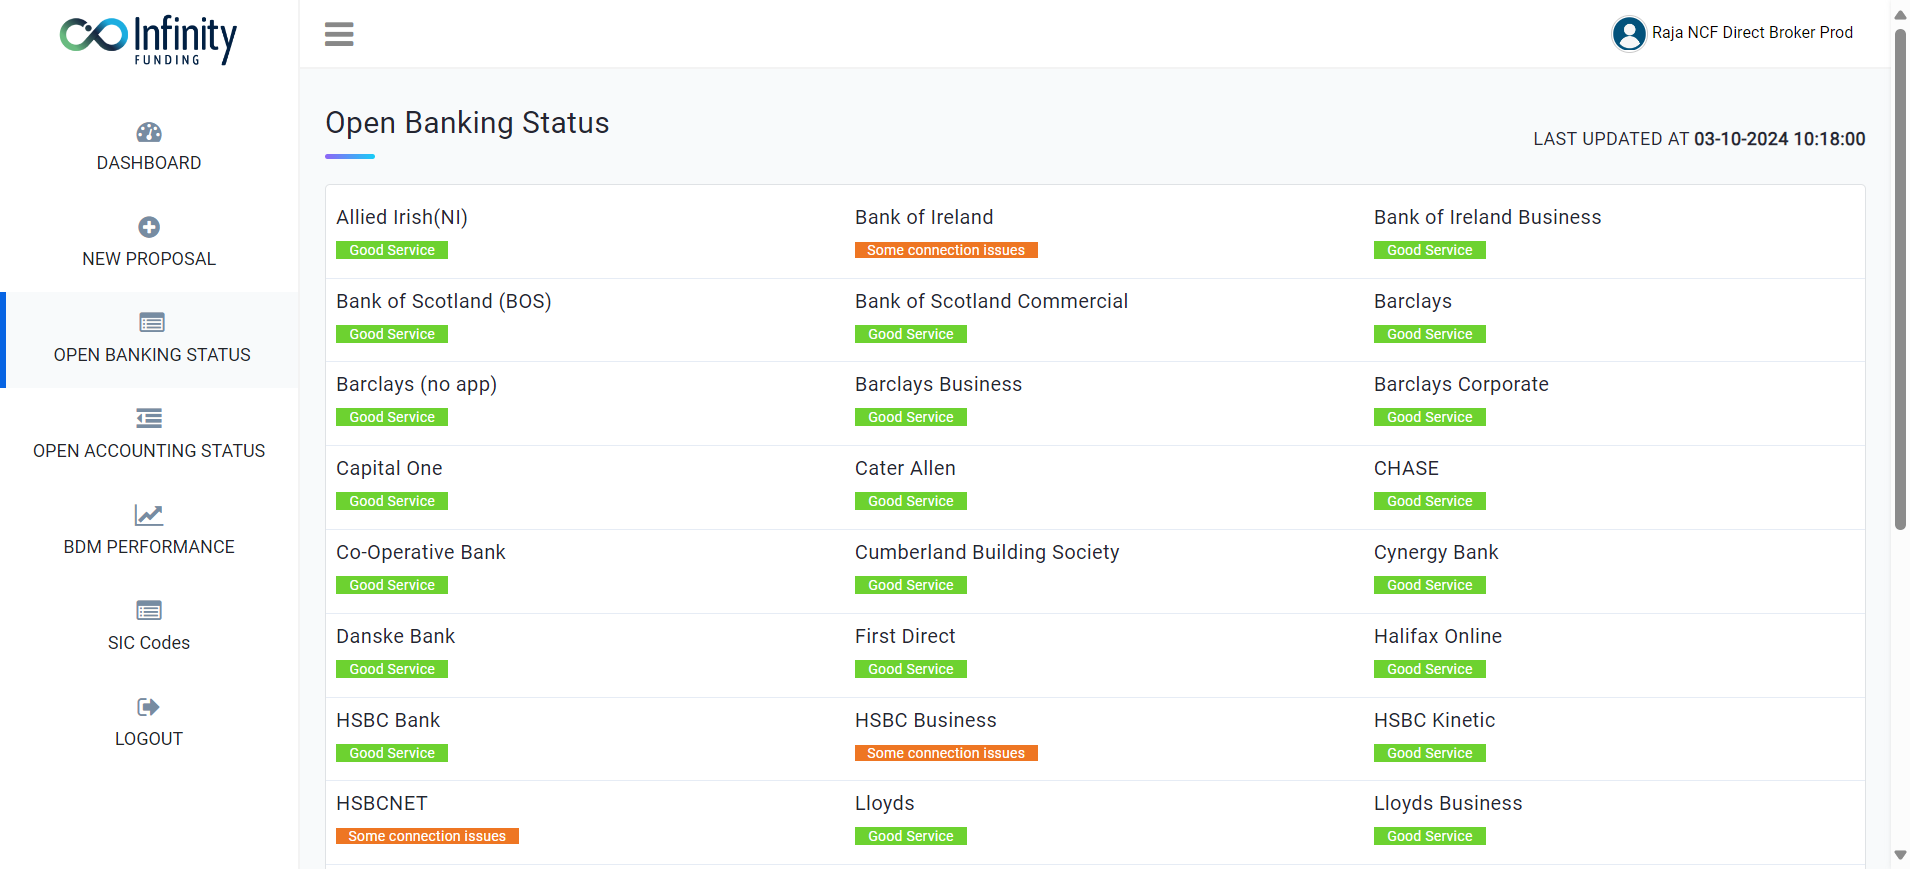 Infinity
FUNDING
Raja NCF Direct Broker Prod
DASHBOARD
NEW PROPOSAL
OPEN BANKING STATUS
OPEN ACCOUNTING STATUS
BDM PERFORMANCE
SIC Codes
LOGOUT
Open Banking Status
LAST UPDATED AT 03-10-2024 10:18:00
Allied Irish(NI)
Good Service
Bank of Ireland
Some connection issues
Bank of Ireland Business
Good Service
Bank of Scotland (BOS)
Good Service
Bank of Scotland Commercial
Good Service
Barclays
Good Service
Barclays (no app)
Good Service
Barclays Business
Good Service
Barclays Corporate
Good Service
Capital One
Good Service
Cater Allen
Good Service
CHASE
Good Service
Co-Operative Bank
Good Service
Cumberland Building Society
Good Service
Cynergy Bank
Good Service
Danske Bank
Good Service
First Direct
Good Service
Halifax Online
Good Service
HSBC Bank
Good Service
HSBC Business
Some connection issues
HSBC Kinetic
Good Service
HSBCNET
Some connection issues
Lloyds
Good Service
Lloyds Business
Good Service